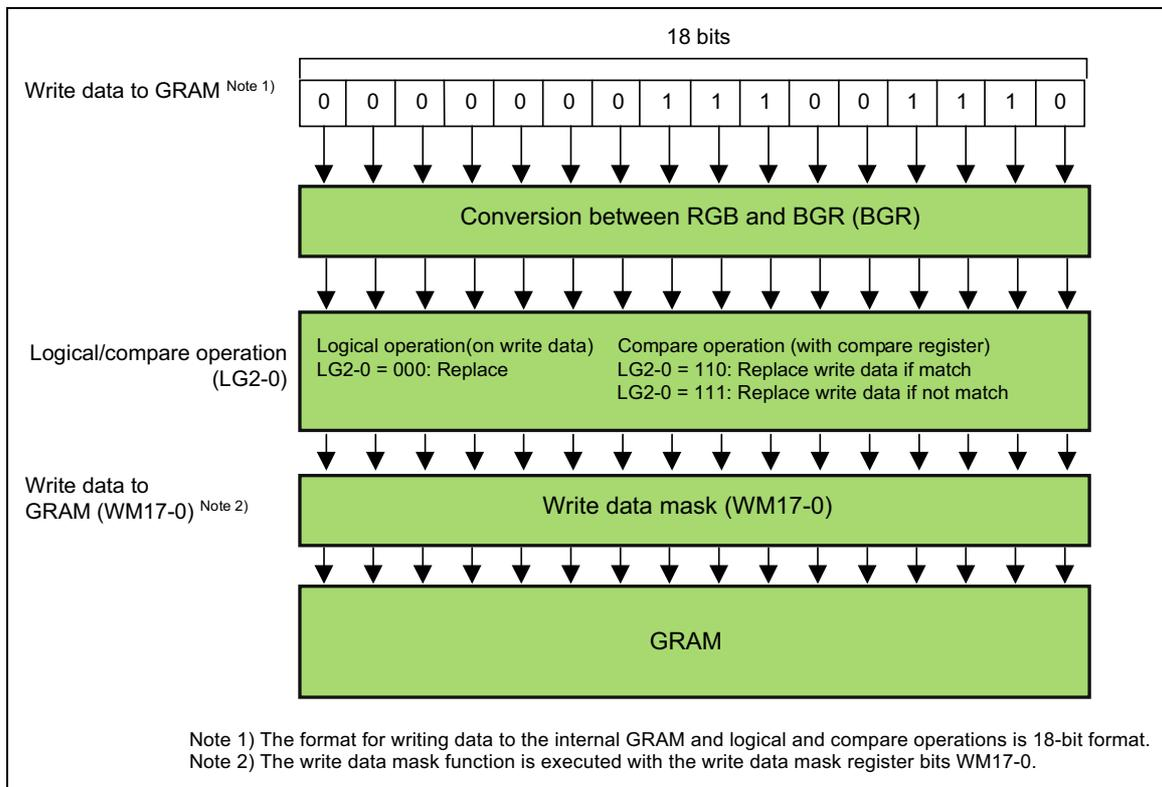 18 bits
Write data to GRAM Note 1)
0 0 0 0 0 0 0 1 1 1 0 0 1 1 1 0
Conversion between RGB and BGR (BGR)
Logical/compare operation
(LG2-0)
Logical operation(on write data)
LG2-0 = 000: Replace
Compare operation (with compare register)
LG2-0 = 110: Replace write data if match
LG2-0 = 111: Replace write data if not match
Write data to
GRAM (WM17-0) Note 2)
Write data mask (WM17-0)
GRAM
Note 1) The format for writing data to the internal GRAM and logical and compare operations is 18-bit format.
Note 2) The write data mask function is executed with the write data mask register bits WM17-0.